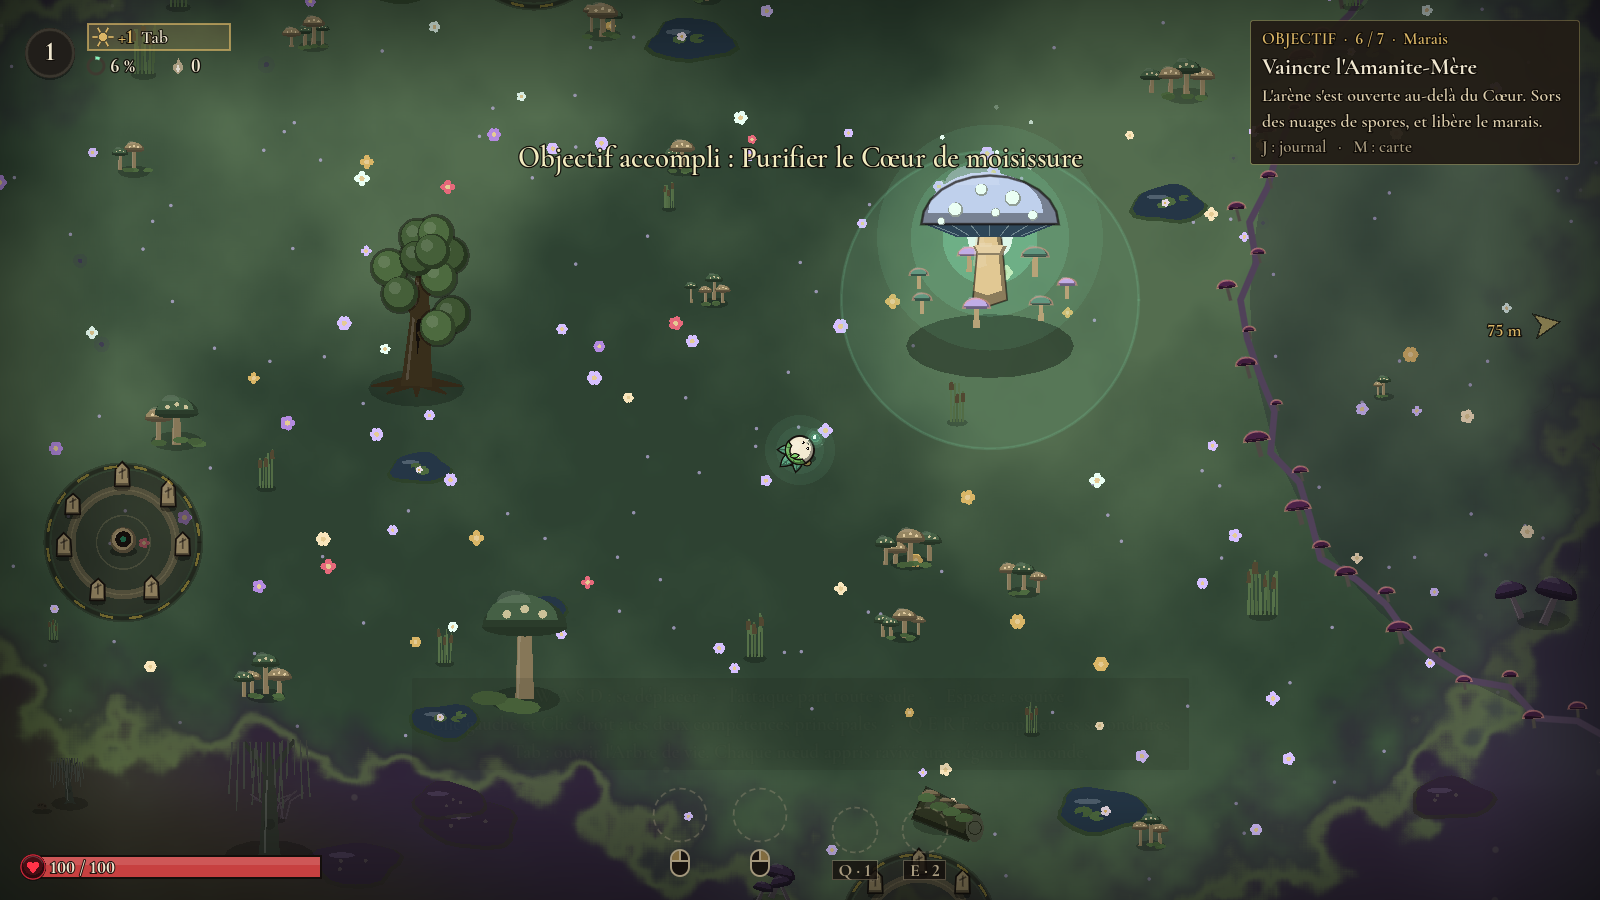 1
+1 Tab
6 %
0
OBJECTIF · 6 / 7 · Marais
Vaincre l'Amanite-Mère
L'arène s'est ouverte au-delà du Cœur. Sors
des nuages de spores, et libère le marais.
J : journal · M : carte
Objectif accompli : Purifier le Cœur de moisissure
75 m
100 / 100
Q · 1
E · 2